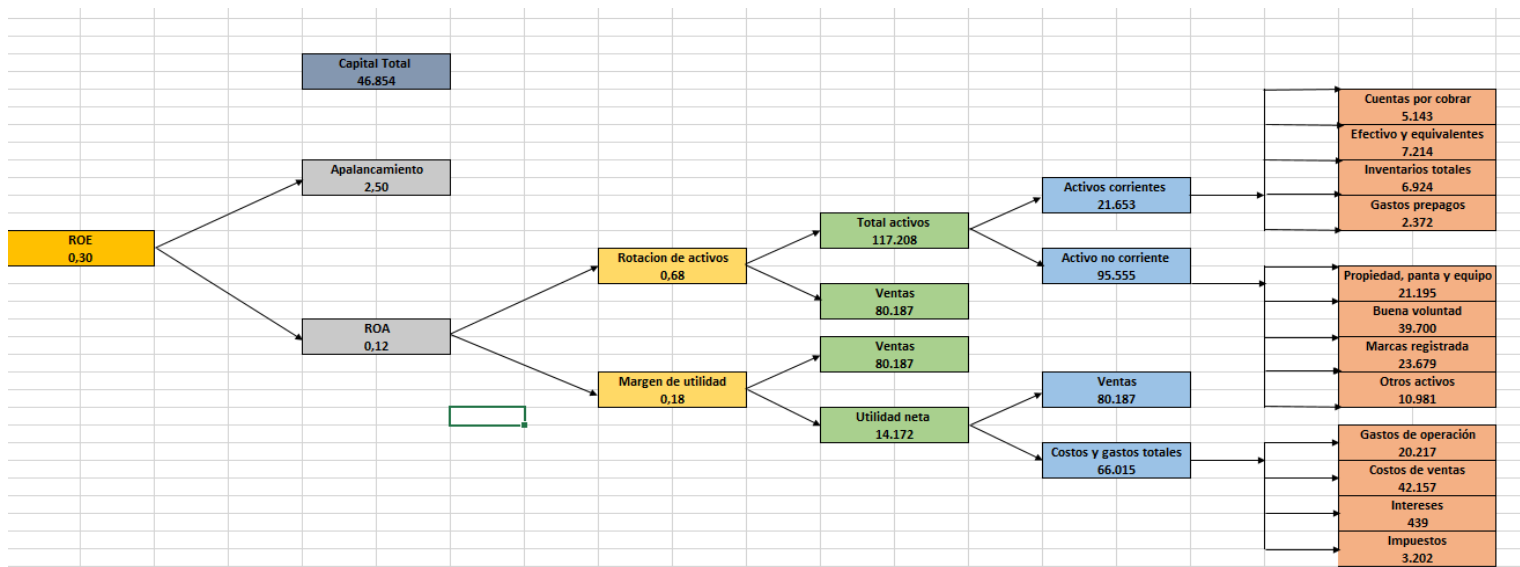 Capital Total
46.854
Apalancamiento
2,50
ROE
0,30
ROA
0,12
Rotacion de activos
0,68
Margen de utilidad
0,18
Total activos
117.208
Ventas
80.187
Ventas
80.187
Utilidad neta
14.172
Activos corrientes
21.653
Activo no corriente
95.555
Ventas
80.187
Costos y gastos totales
66.015
Cuentas por cobrar
5.143
Efectivo y equivalentes
7.214
Inventarios totales
6.924
Gastos prepagos
2.372
Propiedad, panta y equipo
21.195
Buena voluntad
39.700
Marcas registrada
23.679
Otros activos
10.981
Gastos de operación
20.217
Costos de ventas
42.157
Intereses
439
Impuestos
3.202